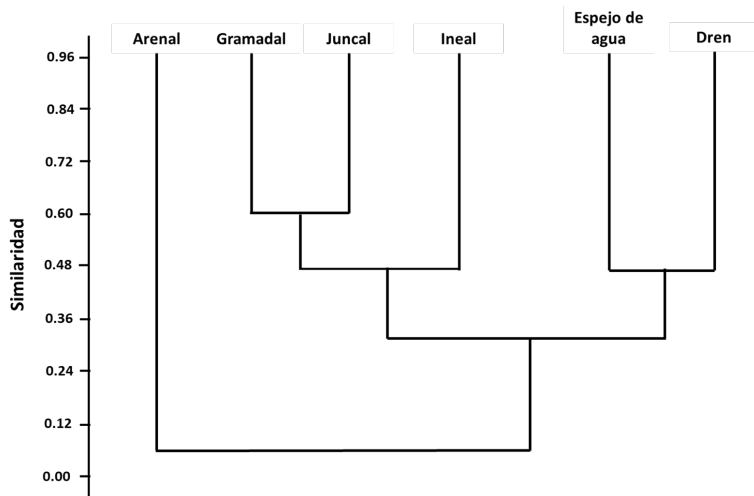 Arenal
Gramadal
Juncal
Ineal
Espejo de
agua
Dren
Similaridad
0.96
0.84
0.72
0.60
0.48
0.36
0.24
0.12
0.00